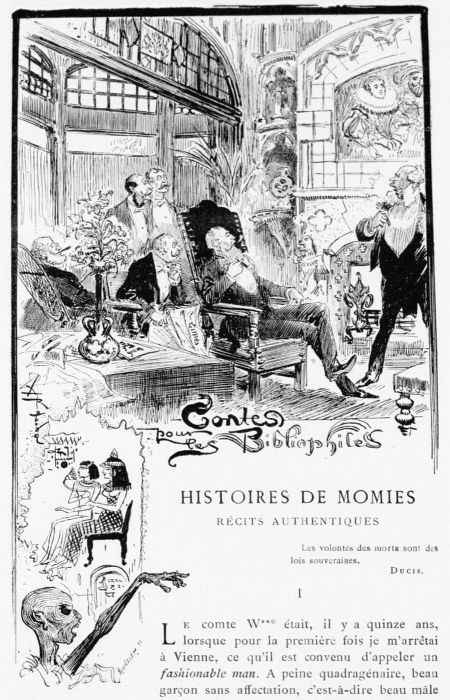 Contes
pour
les Bibliophiles
HISTOIRES DE MOMIES
RÉCITS AUTHENTIQUES
Les volontés des morts sont des
lois souveraines.
Ducis.
I
LE comte W*** était, il y a quinze ans,
lorsque pour la première fois je m'arrêtai
à Vienne, ce qu'il est convenu d'appeler un
fashionable man. A peine quadragénaire, beau
garçon sans affectation, c'est-à-dire beau mâle